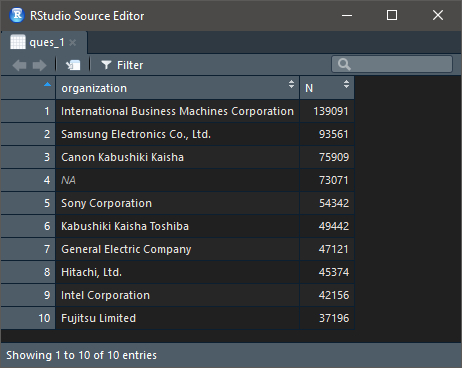 RStudio Source Editor
ques_1
Filter
organization N
1 International Business Machines Corporation 139091
2 Samsung Electronics Co., Ltd. 93561
3 Canon Kabushiki Kaisha 75909
4 NA 73071
5 Sony Corporation 54342
6 Kabushiki Kaisha Toshiba 49442
7 General Electric Company 47121
8 Hitachi, Ltd. 45374
9 Intel Corporation 42156
10 Fujitsu Limited 37196
Showing 1 to 10 of 10 entries